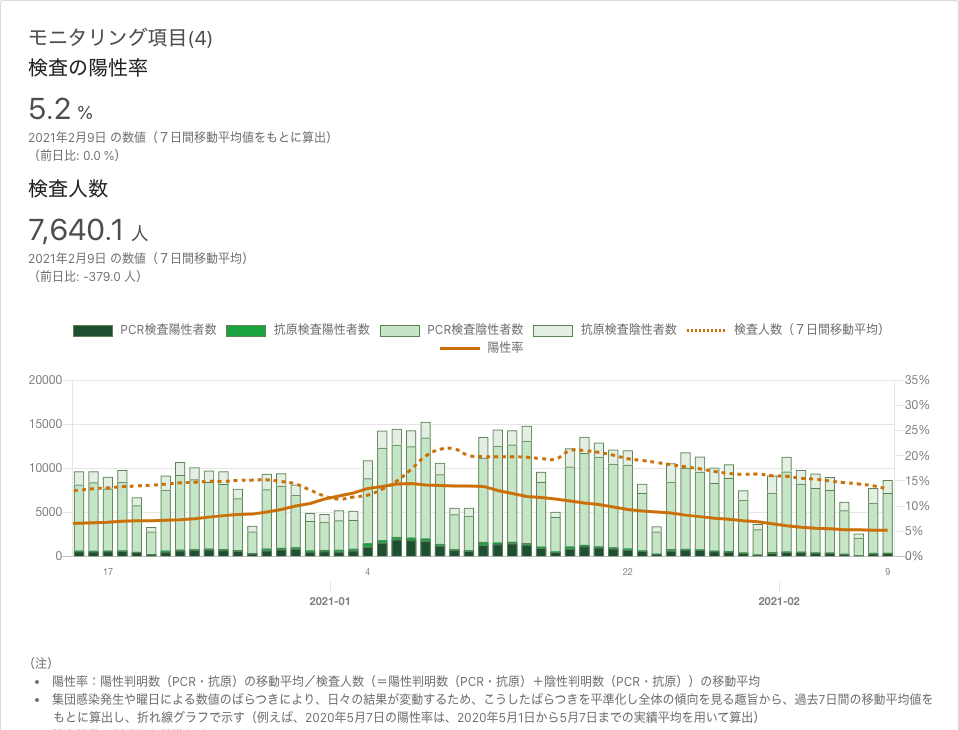 モニタリング項目(4)
検査の陽性率
5.2 %
2021年2月9日 の数値（７日間移動平均値をもとに算出）
（前日比: 0.0 %）
検査人数
7,640.1 人
2021年2月9日 の数値（７日間移動平均）
（前日比: -379.0 人）
PCR検査陽性者数 抗原検査陽性者数 PCR検査陰性者数 抗原検査陰性者数 検査人数（７日間移動平均）
陽性率
20000 35%
30%
15000 25%
20%
10000 15%
5000 10%
5%
0 0%
17 4 22 9
2021-01 2021-02
（注）
• 陽性率：陽性判明数（PCR・抗原）の移動平均／検査人数（＝陽性判明数（PCR・抗原）＋陰性判明数（PCR・抗原））の移動平均
• 集団感染発生や曜日による数値のばらつきにより、日々の結果が変動するため、こうしたばらつきを平準化し全体の傾向を見る趣旨から、過去7日間の移動平均値を
もとに算出し、折れ線グラフで示す（例えば、2020年5月7日の陽性率は、2020年5月1日から5月7日までの実績平均を用いて算出）